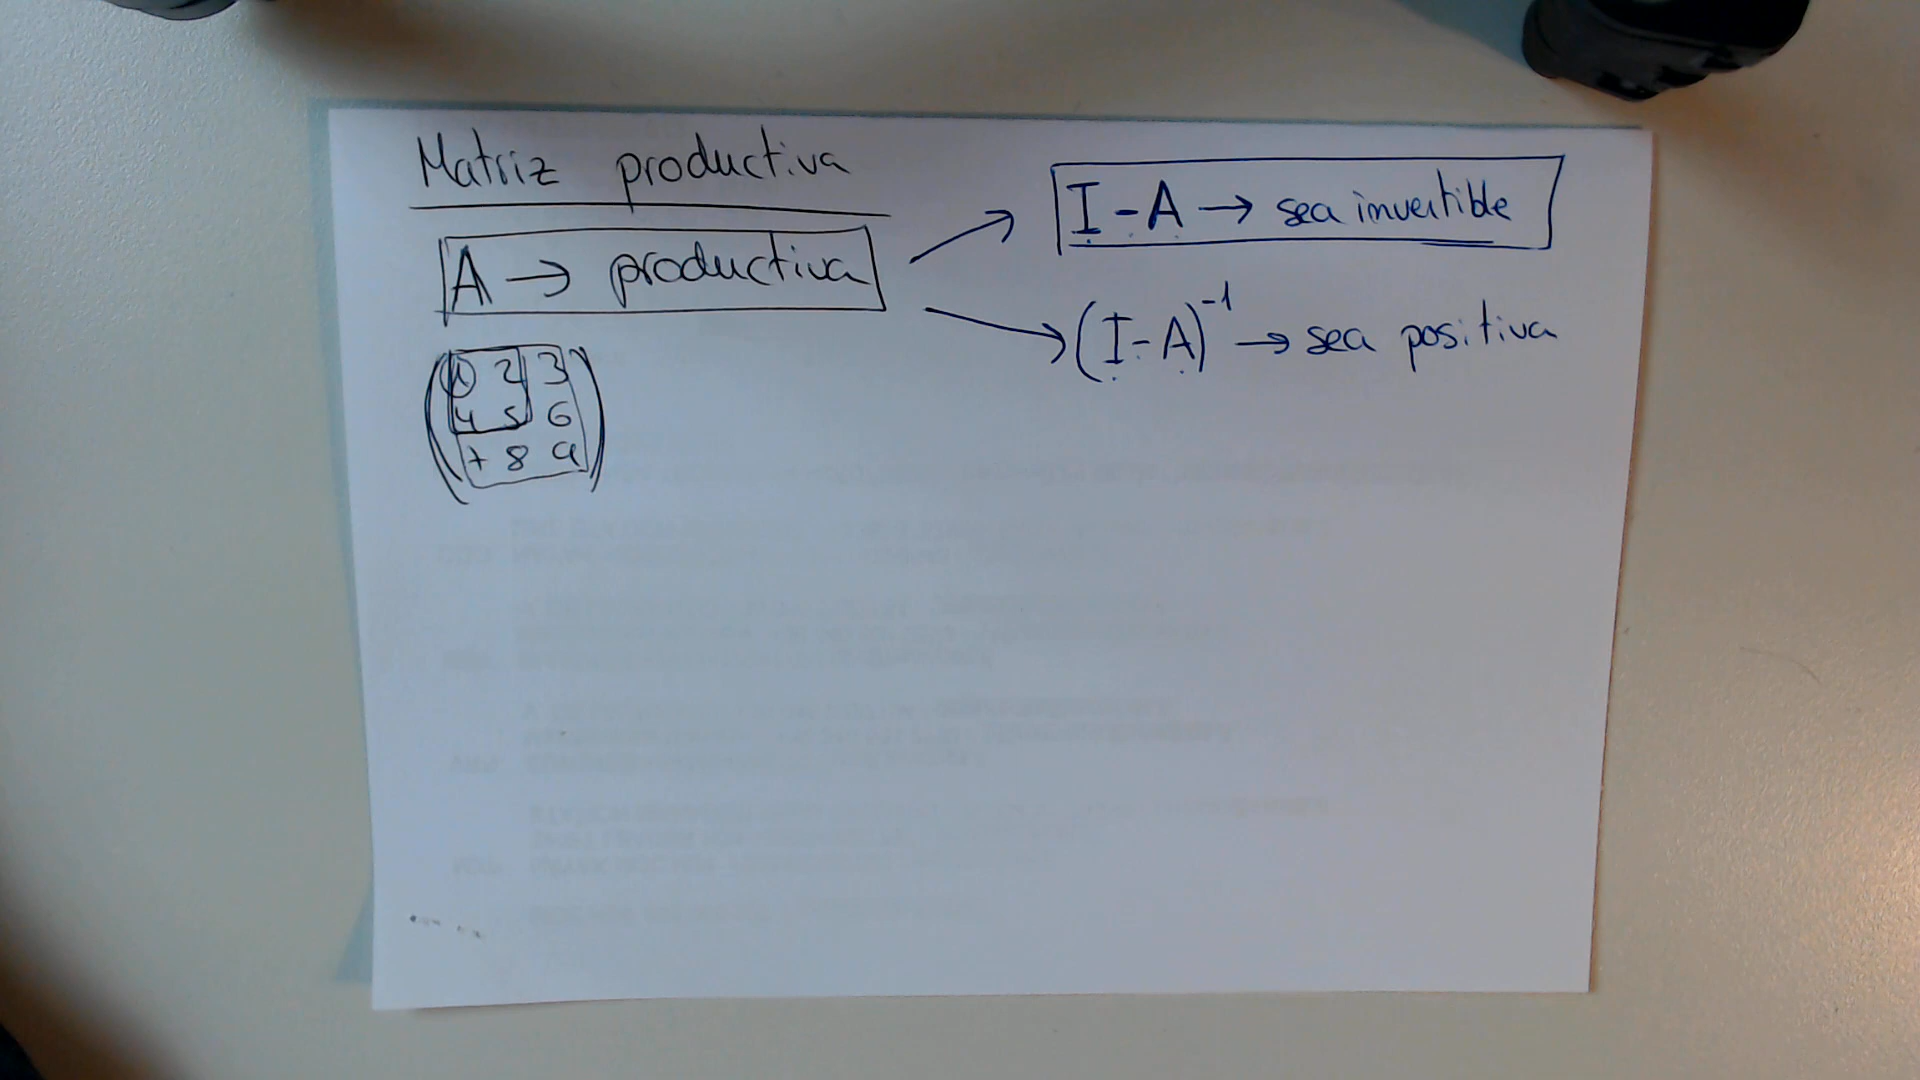 Matriz productiva
A → productiva
I - A → sea invertible
(I - A)⁻¹ → sea positiva
1 2 3
4 5 6
7 8 9